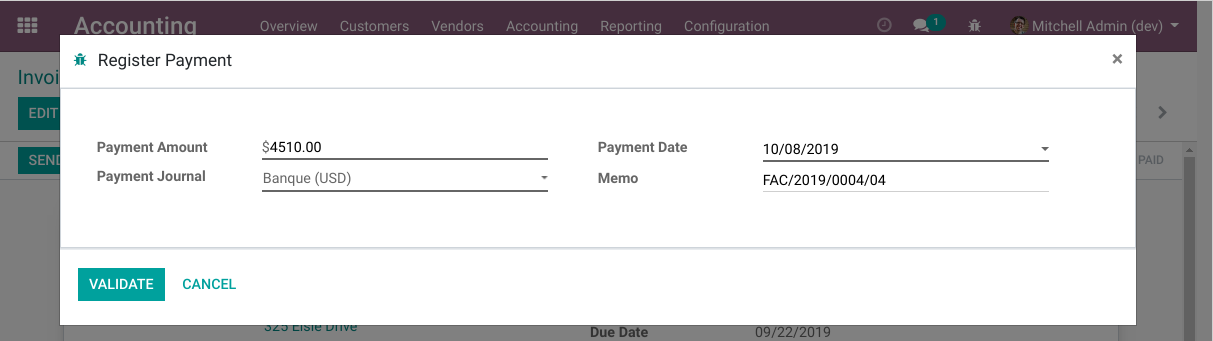 Accounting Overview Customers Vendors Accounting Reporting Configuration 1 Mitchell Admin (dev)
Register Payment ×
Invoi
EDIT
Payment Amount $4510.00 Payment Date 10/08/2019
SEND PAID
Payment Journal Banque (USD) Memo FAC/2019/0004/04
VALIDATE CANCEL
325 Elsie Drive
Due Date 09/22/2019